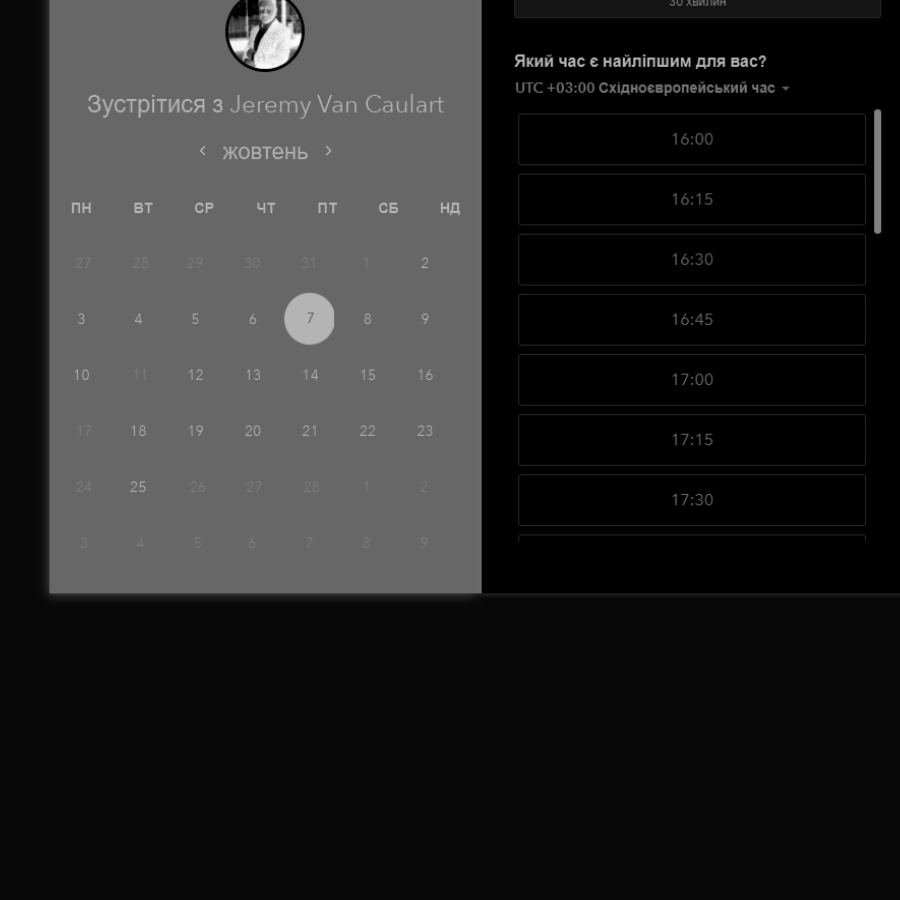 Зустрітися з Jeremy Van Caulart
жовтень
ПН ВТ СР ЧТ ПТ СБ НД
27 28 29 30 31 1 2
3 4 5 6 7 8 9
10 11 12 13 14 15 16
17 18 19 20 21 22 23
24 25 26 27 28 1 2
3 4 5 6 7 8 9
30 хвилин
Який час є найліпшим для вас?
UTC +03:00 Східноєвропейський час
16:00
16:15
16:30
16:45
17:00
17:15
17:30